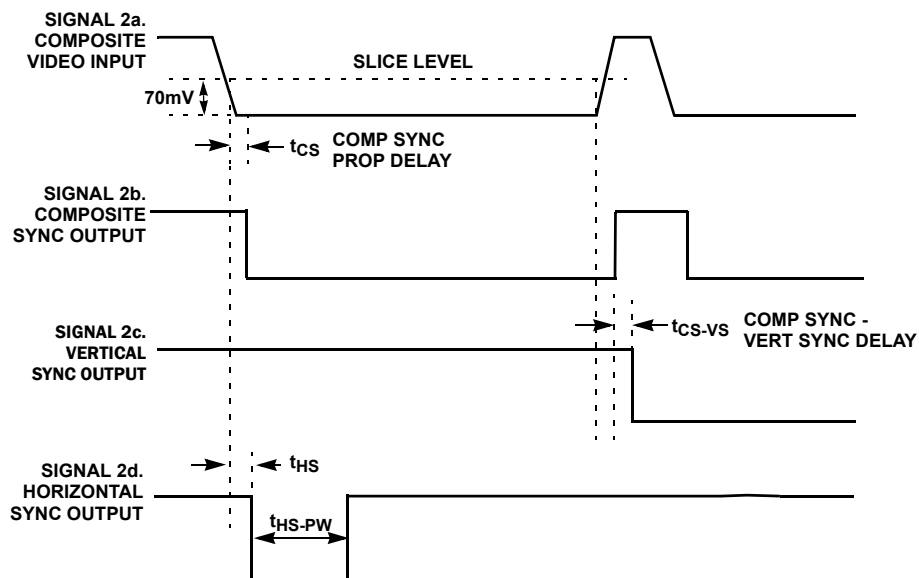 SIGNAL 2a.
COMPOSITE
VIDEO INPUT
SLICE LEVEL
70mV
tCS
COMP SYNC
PROP DELAY
SIGNAL 2b.
COMPOSITE
SYNC OUTPUT
tCS-VS
COMP SYNC -
VERT SYNC DELAY
SIGNAL 2c.
VERTICAL
SYNC OUTPUT
tHS
SIGNAL 2d.
HORIZONTAL
SYNC OUTPUT
tHS-PW